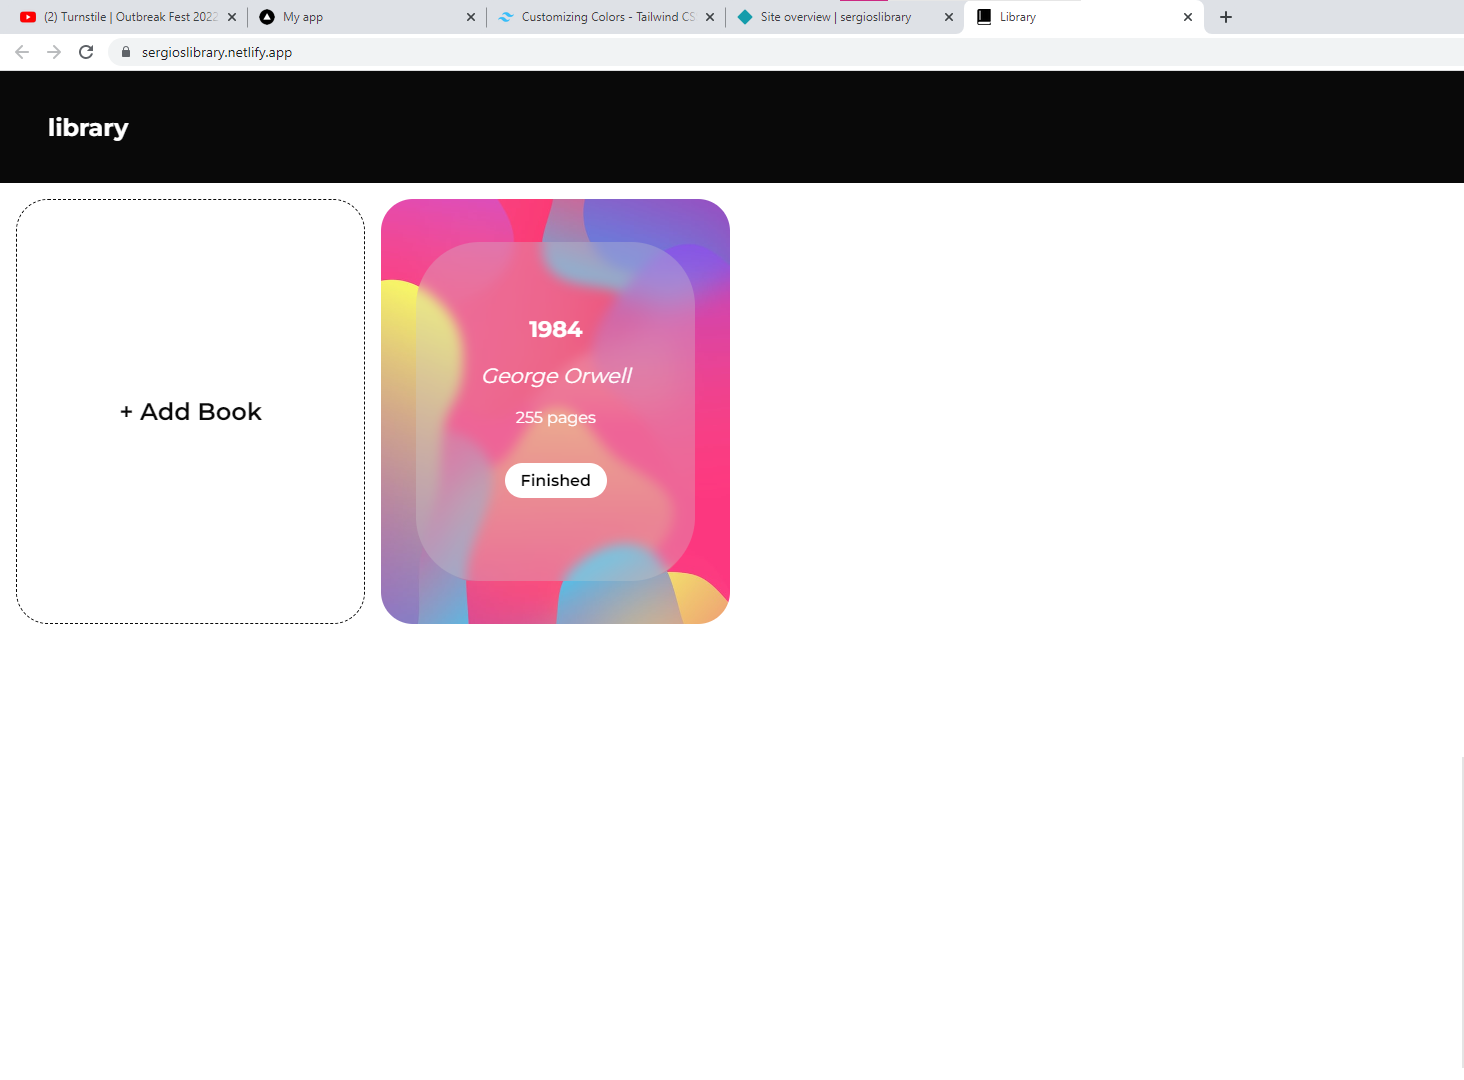 (2) Turnstile | Outbreak Fest 2022
My app
Customizing Colors - Tailwind CS
Site overview | sergioslibrary
Library
sergioslibrary.netlify.app
library
+ Add Book
1984
George Orwell
255 pages
Finished